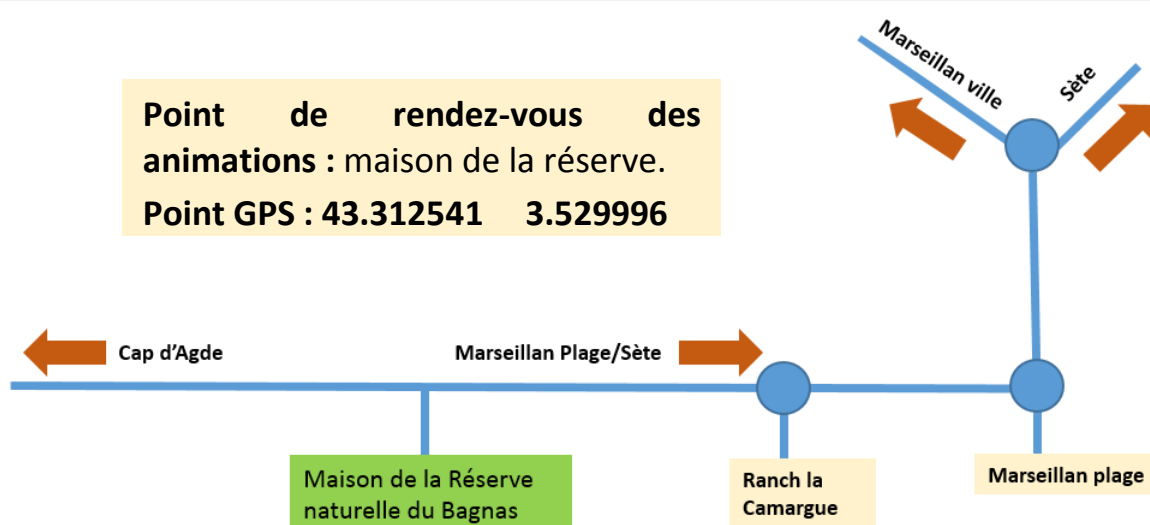 Marseillan ville
Sète
Point de rendez-vous des
animations : maison de la réserve.
Point GPS : 43.312541 3.529996
Cap d’Agde
Marseillan Plage/Sète
Maison de la Réserve
naturelle du Bagnas
Ranch la
Camargue
Marseillan plage